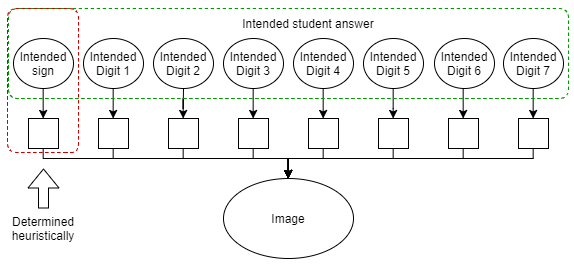 Intended student answer
Intended
sign
Intended
Digit 1
Intended
Digit 2
Intended
Digit 3
Intended
Digit 4
Intended
Digit 5
Intended
Digit 6
Intended
Digit 7
Determined
heuristically
Image